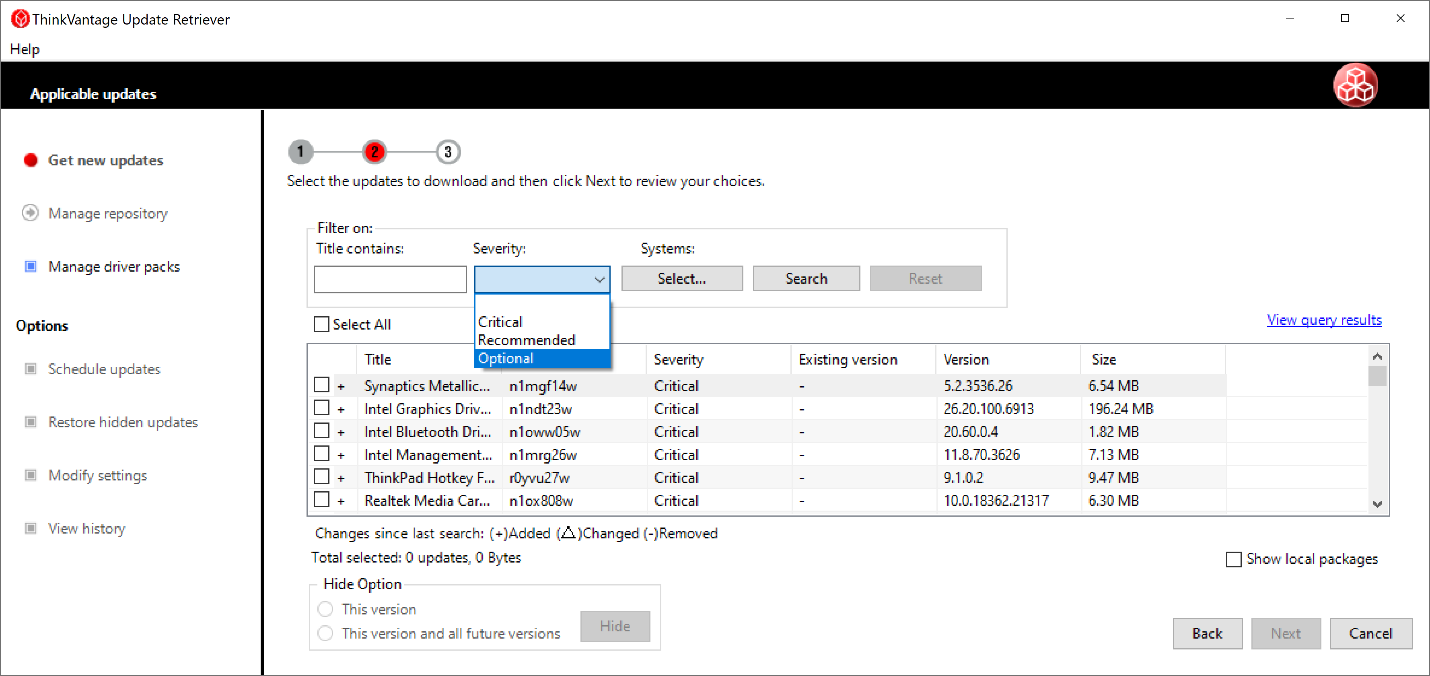 ThinkVantage Update Retriever
Help
Applicable updates
Get new updates
Manage repository
Manage driver packs
Options
Schedule updates
Restore hidden updates
Modify settings
View history
1 2 3
Select the updates to download and then click Next to review your choices.
Filter on:
Title contains: Severity: Systems:
Select... Search Reset
Critical
Recommended
Optional
Select All
View query results
Title Severity Existing version Version Size
+ Synaptics Metallic... n1mgf14w Critical - 5.2.3536.26 6.54 MB
+ Intel Graphics Driv... n1ndt23w Critical - 26.20.100.6913 196.24 MB
+ Intel Bluetooth Dri... n1oww05w Critical - 20.60.0.4 1.82 MB
+ Intel Management... n1mrg26w Critical - 11.8.70.3626 7.13 MB
+ ThinkPad Hotkey F... r0yvu27w Critical - 9.1.0.2 9.47 MB
+ Realtek Media Car... n1ox808w Critical - 10.0.18362.21317 6.30 MB
Changes since last search: (+)Added (△)Changed (-)Removed
Total selected: 0 updates, 0 Bytes
Show local packages
Hide Option
This version
This version and all future versions
Hide
Back Next Cancel